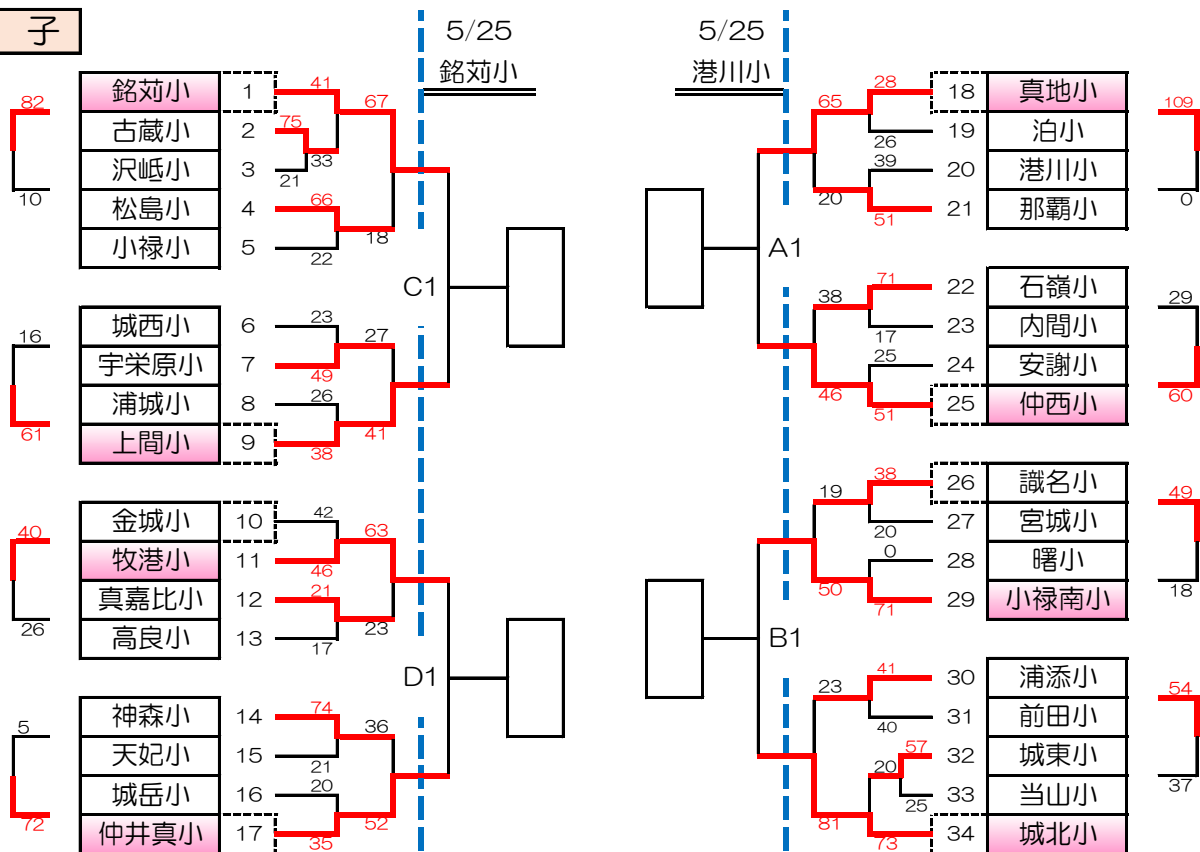 子
5/25
銘苅小
5/25
港川小
銘苅小 1
古蔵小 2
沢岻小 3
松島小 4
小禄小 5
82
10
41
75
33
21
66
22
67
18
城西小 6
宇栄原小 7
浦城小 8
上間小 9
16
61
23
49
26
38
27
41
C1
金城小 10
牧港小 11
真嘉比小 12
高良小 13
40
26
42
46
21
17
63
23
神森小 14
天妃小 15
城岳小 16
仲井真小 17
5
72
74
21
20
35
36
52
D1
18 真地小
19 泊小
20 港川小
21 那覇小
109
0
28
26
39
51
65
20
A1
22 石嶺小
23 内間小
24 安謝小
25 仲西小
29
60
71
17
25
51
38
46
26 識名小
27 宮城小
28 曙小
29 小禄南小
49
18
38
20
0
71
19
50
B1
30 浦添小
31 前田小
32 城東小
33 当山小
34 城北小
54
37
41
40
57
25
20
73
23
81